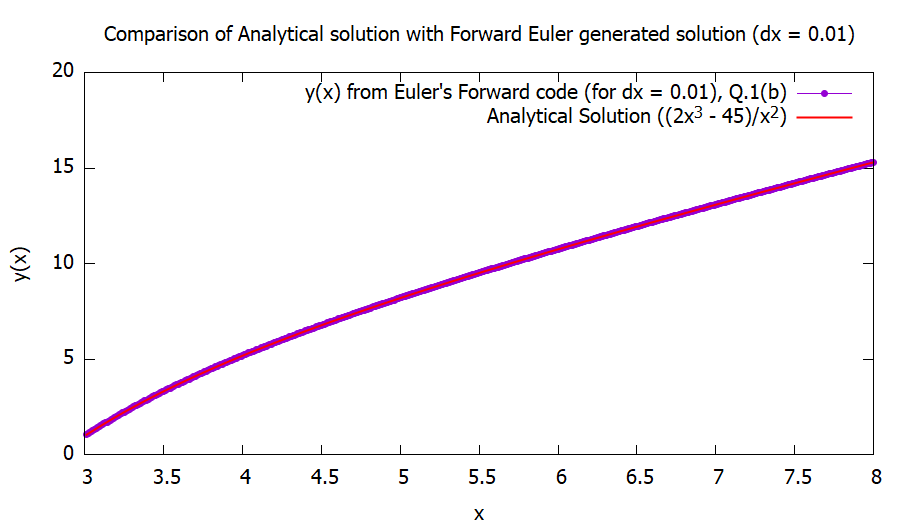 Comparison of Analytical solution with Forward Euler generated solution (dx = 0.01)
y(x) from Euler's Forward code (for dx = 0.01), Q.1(b)
Analytical Solution ((2x³ - 45)/x²)
20
15
10
5
0
y(x)
3 3.5 4 4.5 5 5.5 6 6.5 7 7.5 8
x